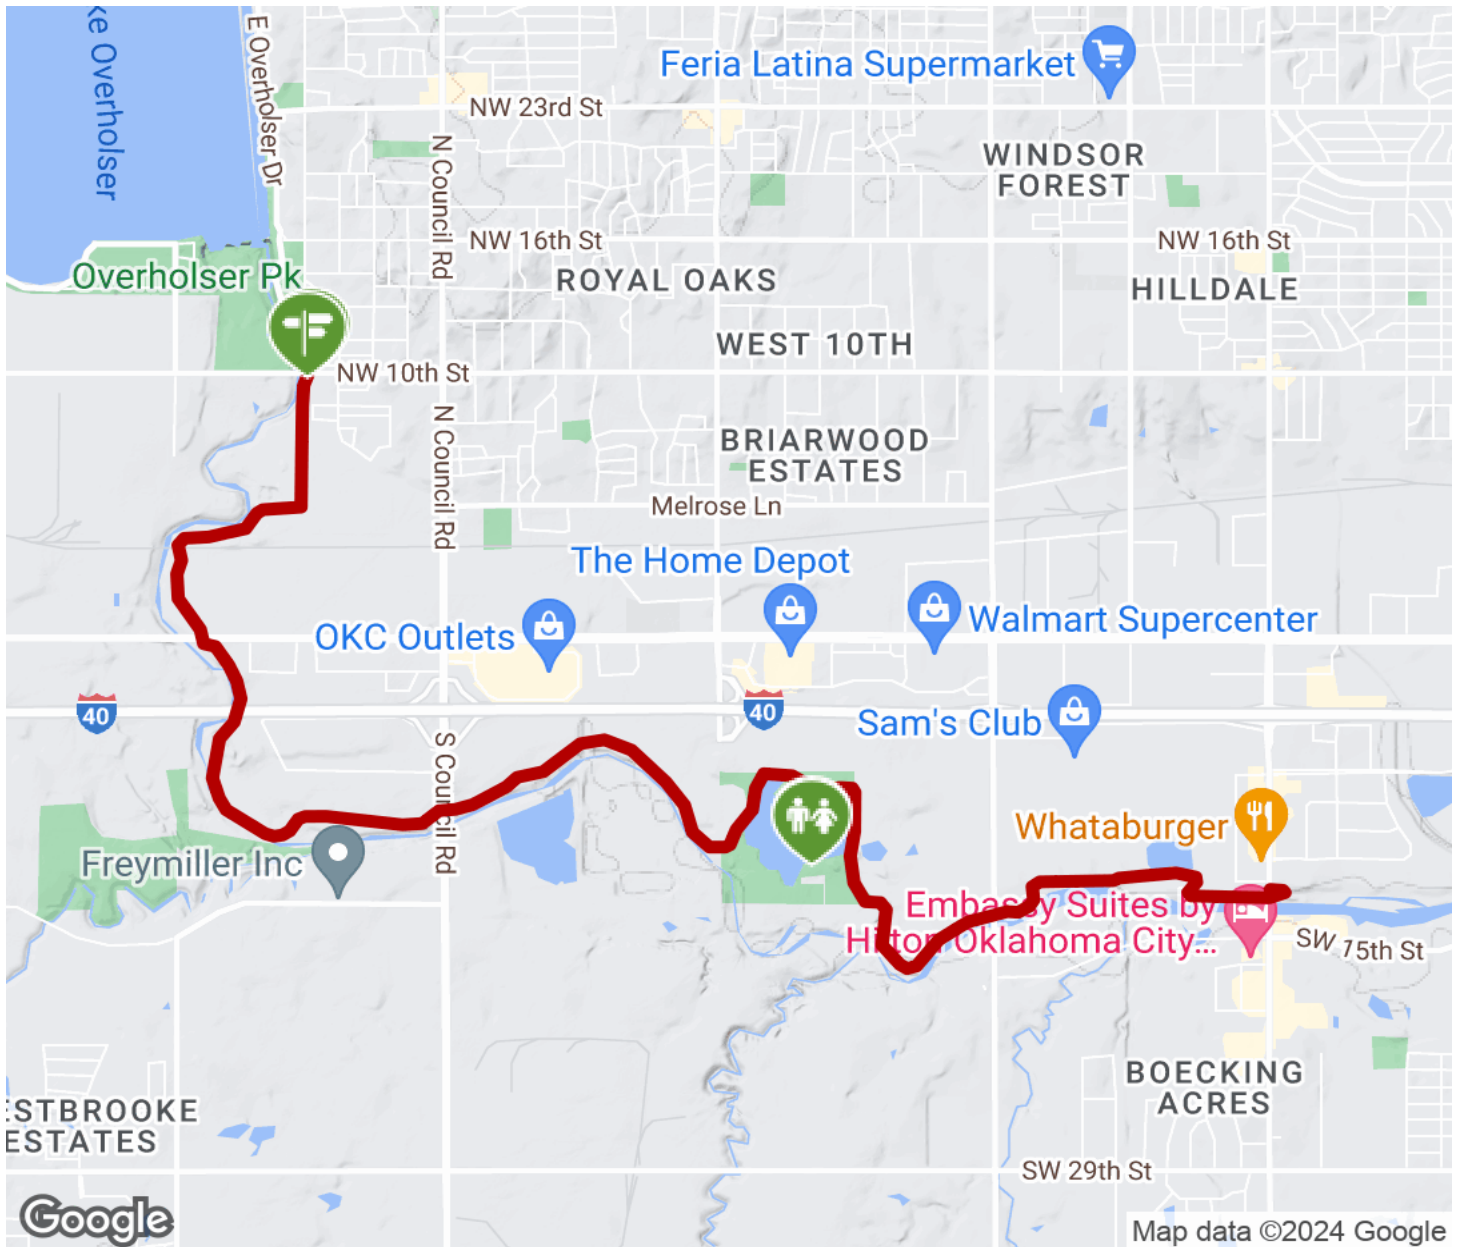 ke Overholser
E Overholser Dr
Feria Latina Supermarket
NW 23rd St
N Council Rd
WINDSOR
FOREST
NW 16th St
NW 16th St
Overholser Pk
ROYAL OAKS
HILLDALE
WEST 10TH
NW 10th St
N Council Rd
BRIARWOOD
ESTATES
Melrose Ln
The Home Depot
OKC Outlets
Walmart Supercenter
40
40
Sam's Club
S Council Rd
Whataburger
Freymiller Inc
Embassy Suites by
Hilton Oklahoma City...
SW 15th St
BOECKING
ACRES
ESTBROOKE
ESTATES
SW 29th St
Google
Map data ©2024 Google